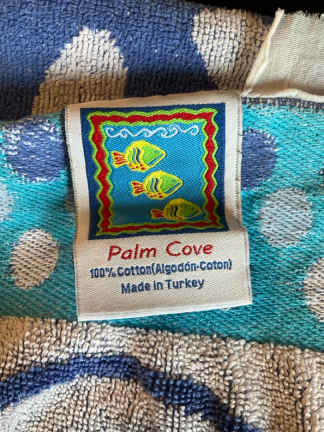 Palm Cove
100% Cotton(Algodón-Coton)
Made in Turkey